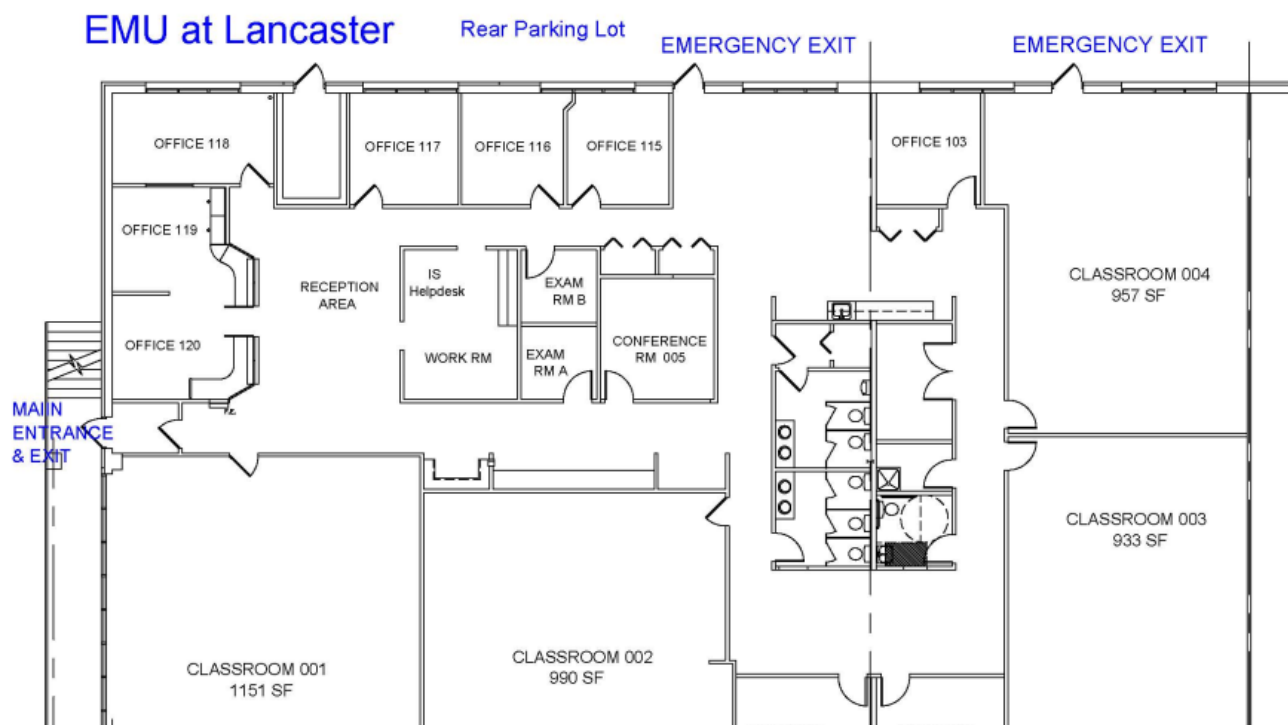 EMU at Lancaster
Rear Parking Lot
EMERGENCY EXIT
EMERGENCY EXIT
OFFICE 118
OFFICE 117
OFFICE 116
OFFICE 115
OFFICE 103
OFFICE 119
RECEPTION
AREA
IS
Helpdesk
EXAM
RM B
CLASSROOM 004
957 SF
OFFICE 120
WORK RM
EXAM
RM A
CONFERENCE
RM 005
MAIN
ENTRANCE
& EXIT
CLASSROOM 003
933 SF
CLASSROOM 001
1151 SF
CLASSROOM 002
990 SF